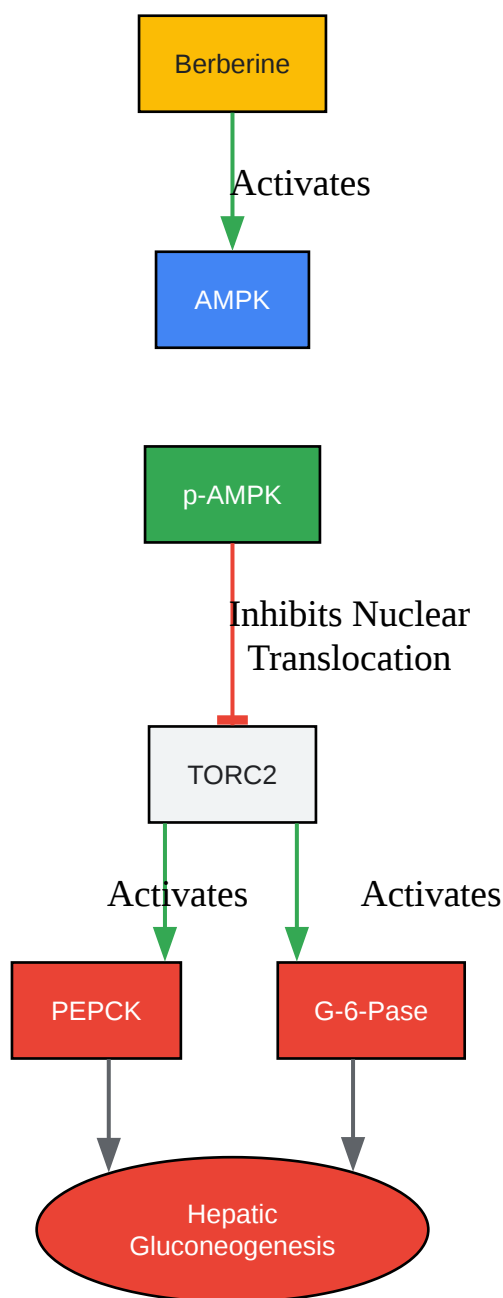 Berberine
Activates
AMPK
p-AMPK
Inhibits Nuclear
Translocation
TORC2
Activates
Activates
PEPCK
G-6-Pase
Hepatic
Gluconeogenesis